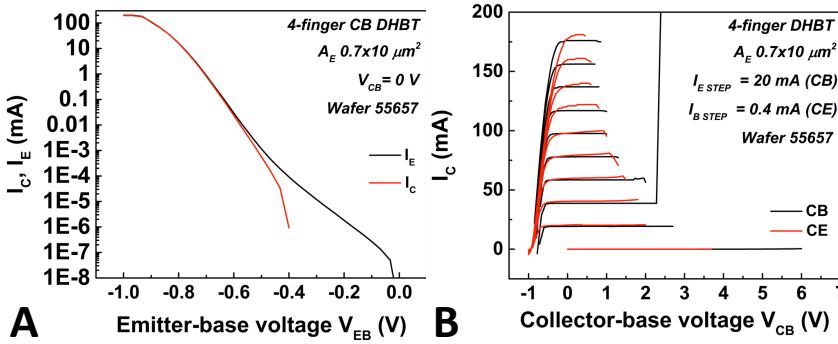 4-finger CB DHBT
A_E 0.7x10 μm²
V_CB = 0 V
Wafer 55657
I_E
I_C
100
10
1
0.1
0.01
1E-3
1E-4
1E-5
1E-6
1E-7
1E-8
I_C, I_E (mA)
-1.0
-0.8
-0.6
-0.4
-0.2
0.0
Emitter-base voltage V_EB (V)
A
4-finger DHBT
A_E 0.7x10 μm²
I_E STEP = 20 mA (CB)
I_B STEP = 0.4 mA (CE)
Wafer 55657
CB
CE
200
150
100
50
0
I_C (mA)
-1
0
1
2
3
4
5
6
Collector-base voltage V_CB (V)
B